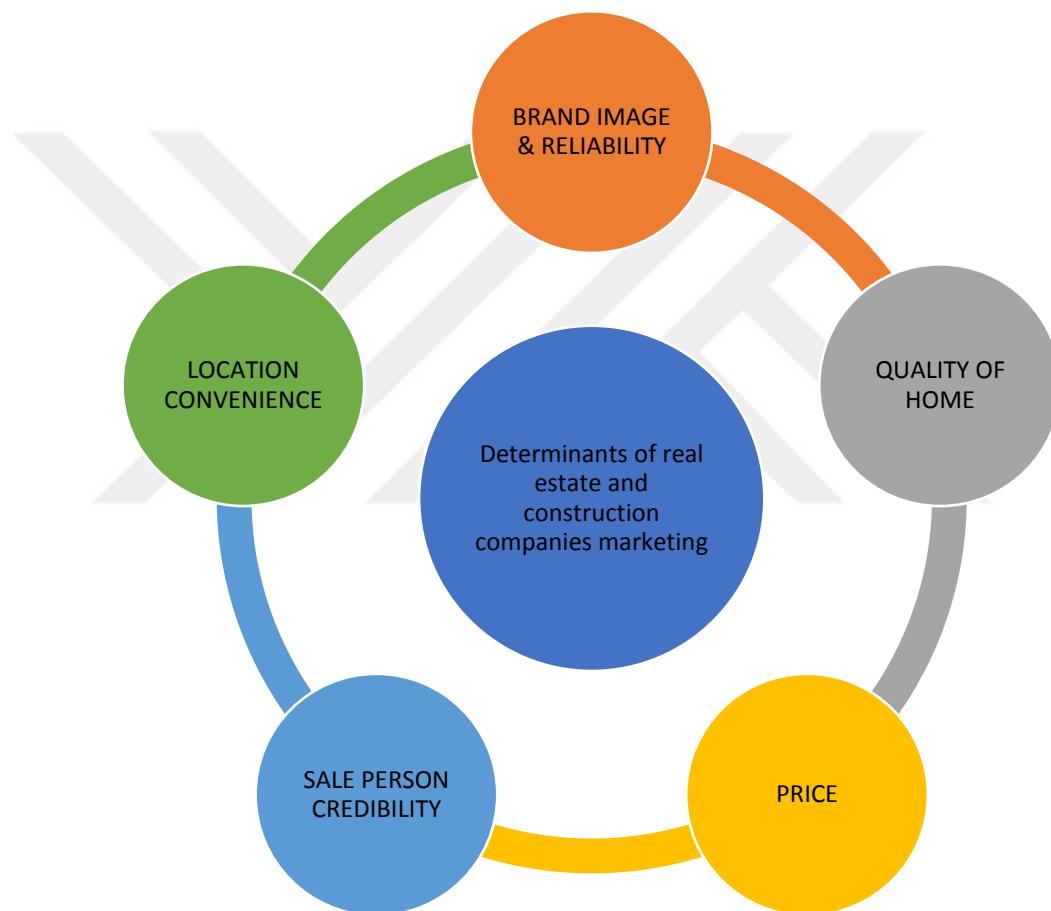 BRAND IMAGE
& RELIABILITY
LOCATION
CONVENIENCE
QUALITY OF
HOME
Determinants of real
estate and
construction
companies marketing
SALE PERSON
CREDIBILITY
PRICE